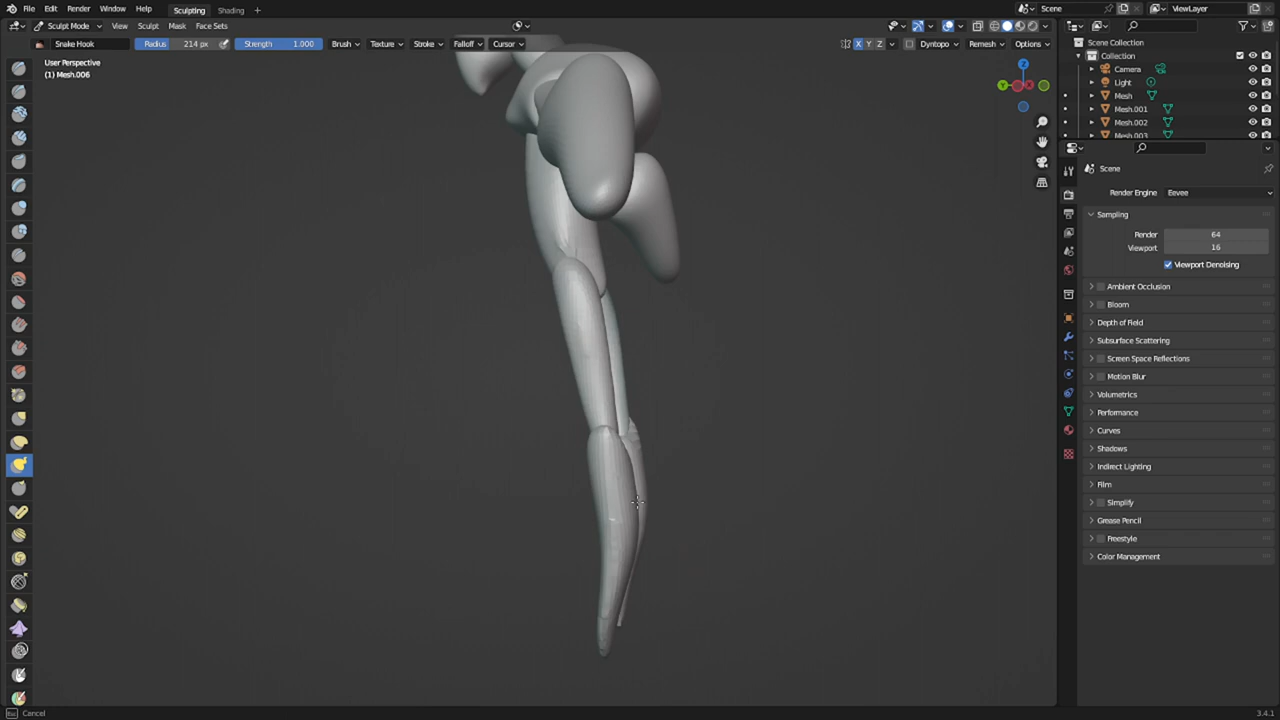 File Edit Render Window Help Sculpting Shading + Scene ViewLayer
Sculpt Mode View Sculpt Mask Face Sets
Snake Hook Radius 214 px Strength 1.000 Brush Texture Stroke Falloff Cursor X Y Z Dyntopo Remesh Options
User Perspective
(1) Mesh.006
Z
Y
X
Scene Collection
Collection
Camera
Light
Mesh
Mesh.001
Mesh.002
Mesh.003
Scene
Render Engine Eevee
Sampling
Render 64
Viewport 16
Viewport Denoising
Ambient Occlusion
Bloom
Depth of Field
Subsurface Scattering
Screen Space Reflections
Motion Blur
Volumetrics
Performance
Curves
Shadows
Indirect Lighting
Film
Simplify
Grease Pencil
Freestyle
Color Management
Esc Cancel 3.4.1